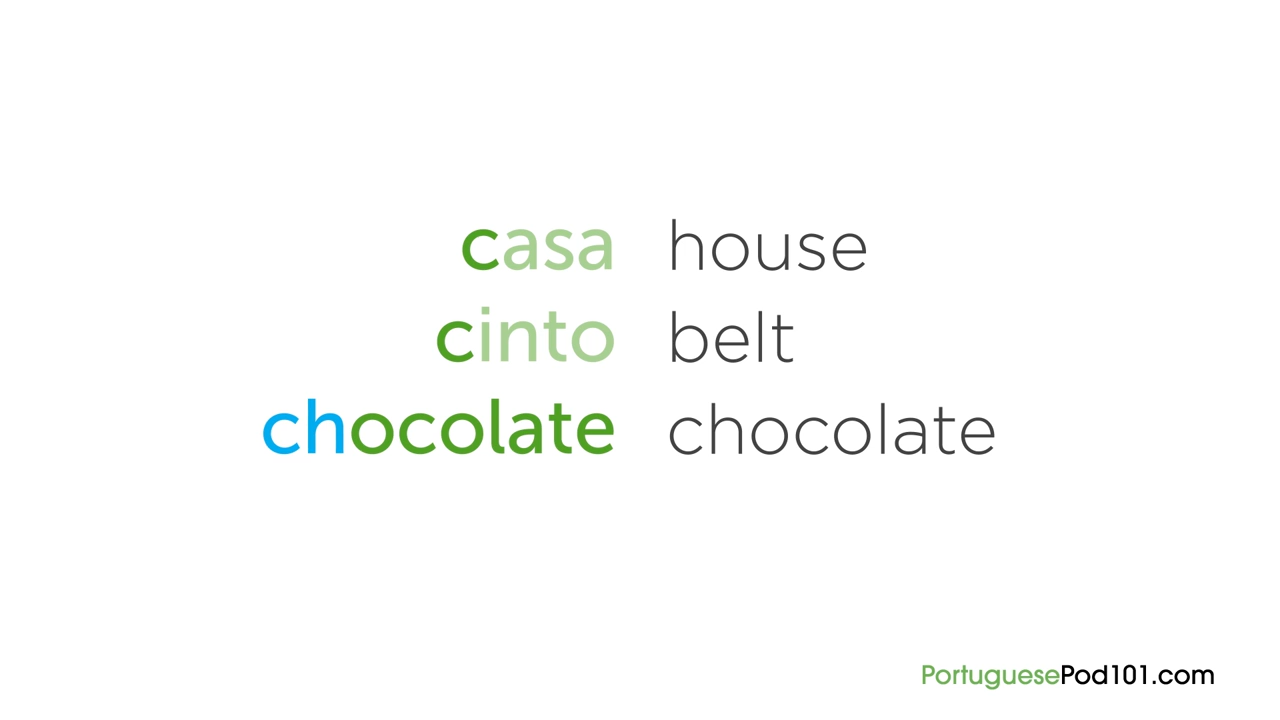 casa house
cinto belt
chocolate chocolate
PortuguesePod101.com